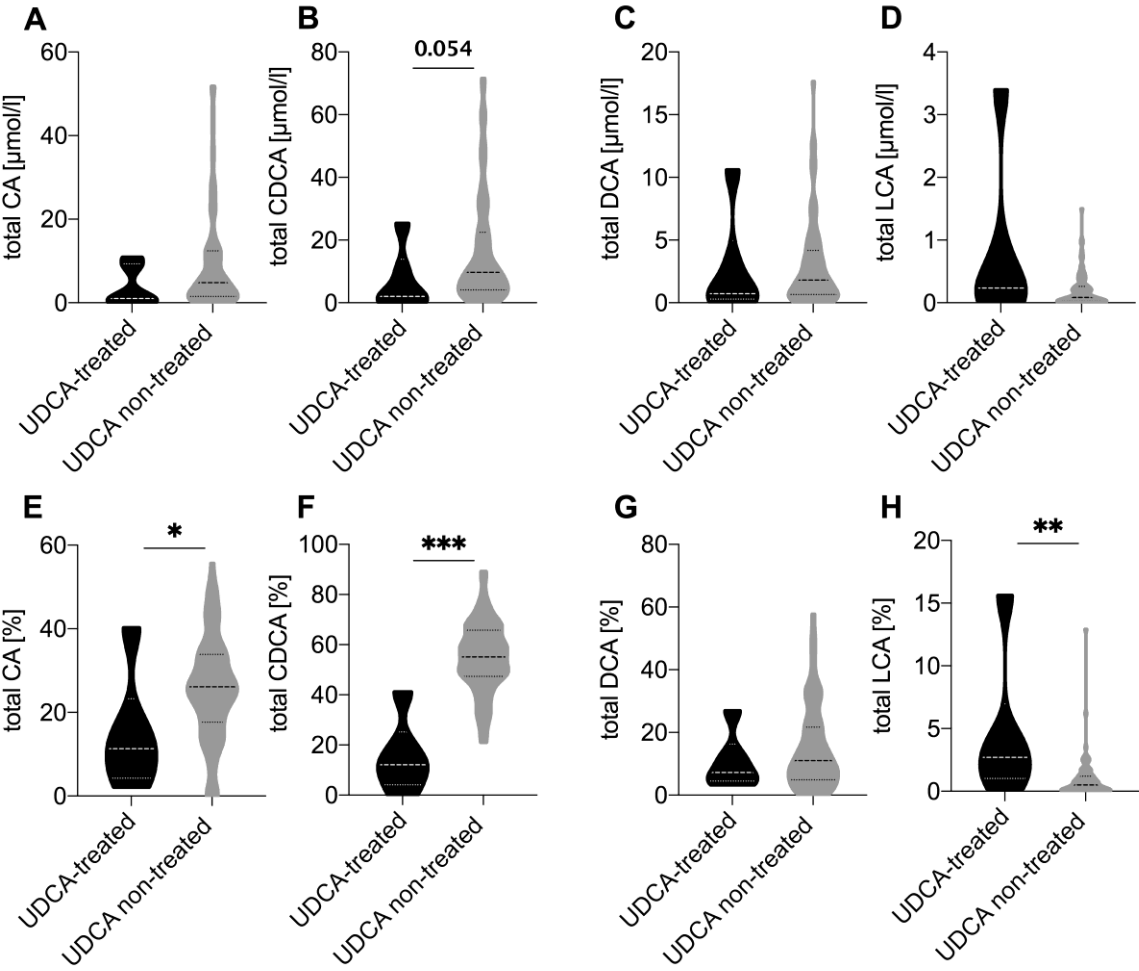 A
total CA [µmol/l]
60
40
20
0
UDCA-treated
UDCA non-treated
B
0.054
total CDCA [µmol/l]
80
60
40
20
0
UDCA-treated
UDCA non-treated
C
total DCA [µmol/l]
20
15
10
5
0
UDCA-treated
UDCA non-treated
D
total LCA [µmol/l]
4
3
2
1
0
UDCA-treated
UDCA non-treated
E
*
total CA [%]
60
40
20
0
UDCA-treated
UDCA non-treated
F
***
total CDCA [%]
100
80
60
40
20
0
UDCA-treated
UDCA non-treated
G
total DCA [%]
80
60
40
20
0
UDCA-treated
UDCA non-treated
H
**
total LCA [%]
20
15
10
5
0
UDCA-treated
UDCA non-treated